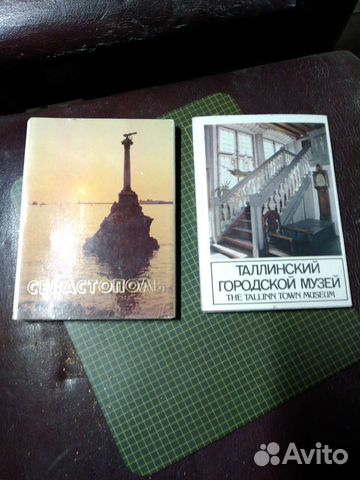 СЕВАСТОПОЛЬ
ТАЛЛИНСКИЙ
ГОРОДСКОЙ МУЗЕЙ
THE TALLINN TOWN MUSEUM
Avito